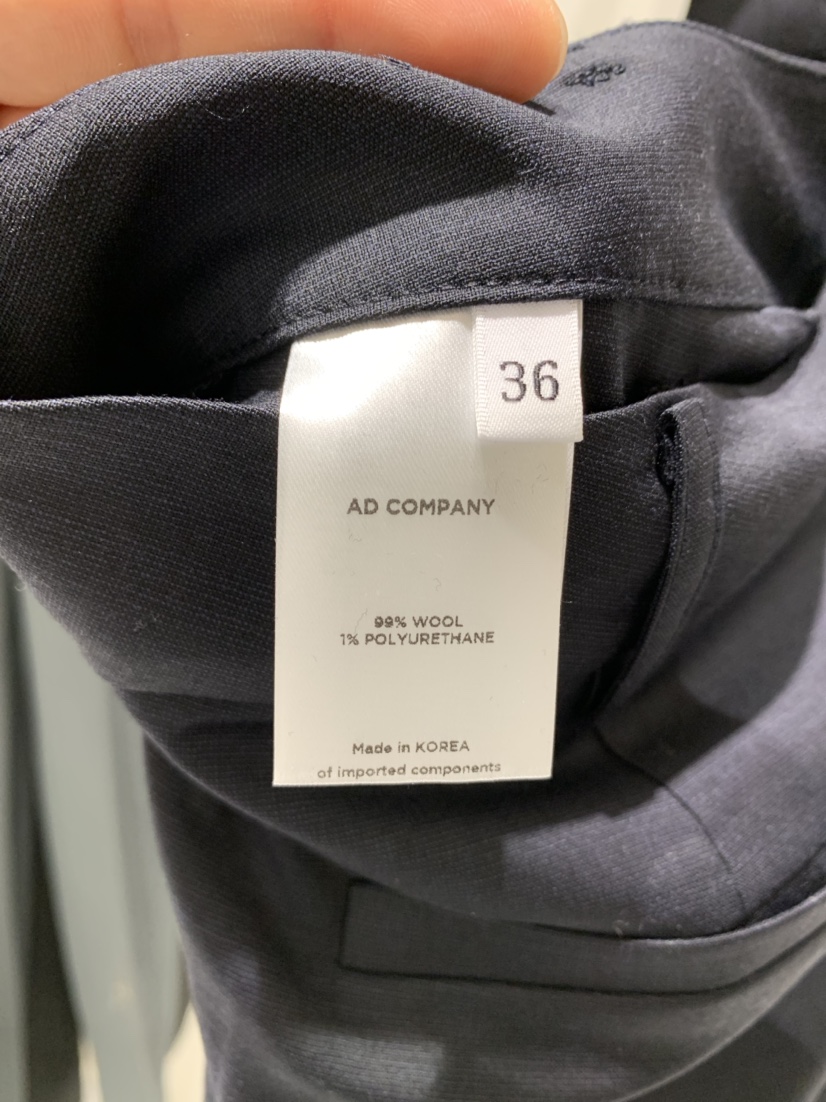 36
AD COMPANY
99% WOOL
1% POLYURETHANE
Made in KOREA
of imported components